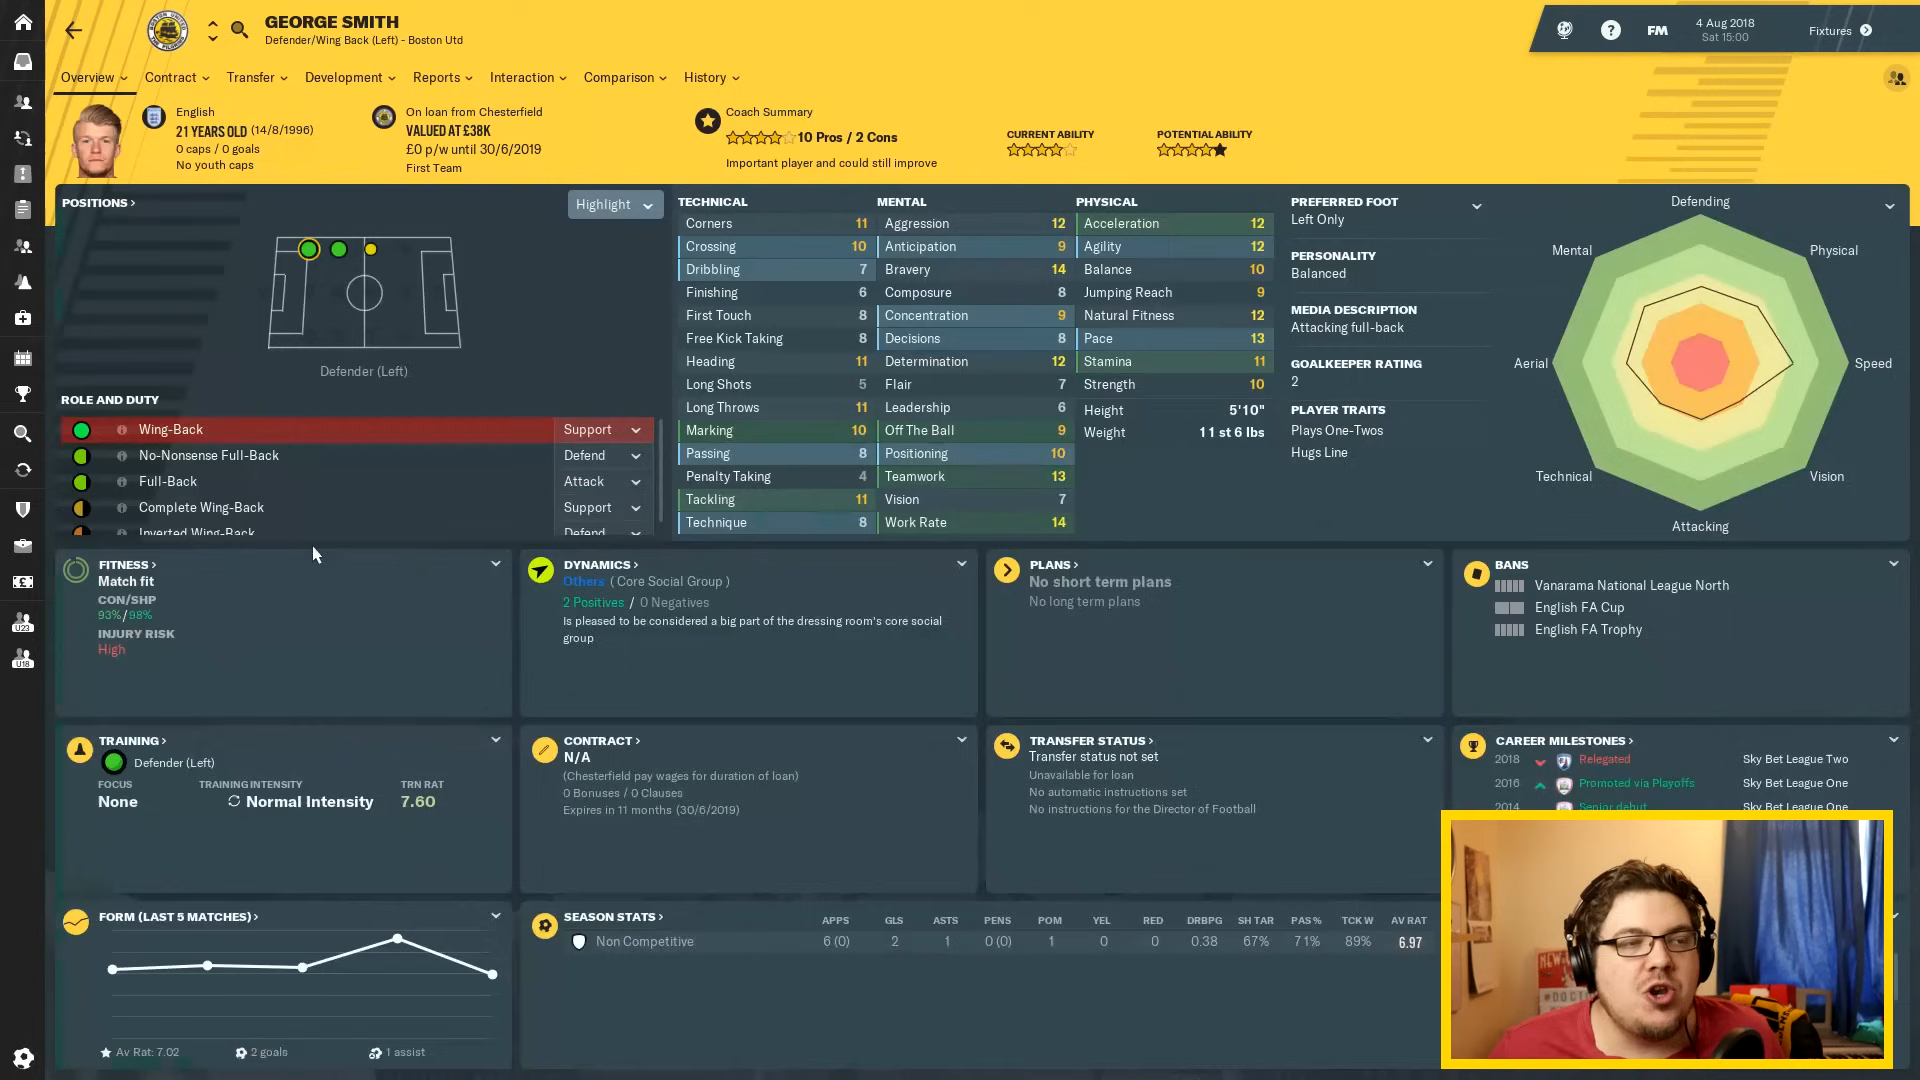 GEORGE SMITH
Defender/Wing Back (Left) - Boston Utd
FM
4 Aug 2018
Sat 15:00
Fixtures
Overview
Contract
Transfer
Development
Reports
Interaction
Comparison
History
English
21 YEARS OLD (14/8/1996)
0 caps / 0 goals
No youth caps
On loan from Chesterfield
VALUED AT £38K
£0 p/w until 30/6/2019
First Team
Coach Summary
10 Pros / 2 Cons
Important player and could still improve
CURRENT ABILITY
POTENTIAL ABILITY
POSITIONS
Highlight
Defender (Left)
ROLE AND DUTY
Wing-Back Support
No-Nonsense Full-Back Defend
Full-Back Attack
Complete Wing-Back Support
Inverted Wing-Back Defend
TECHNICAL
Corners 11
Crossing 10
Dribbling 7
Finishing 6
First Touch 8
Free Kick Taking 8
Heading 11
Long Shots 5
Long Throws 11
Marking 10
Passing 8
Penalty Taking 4
Tackling 11
Technique 8
MENTAL
Aggression 12
Anticipation 9
Bravery 14
Composure 8
Concentration 9
Decisions 8
Determination 12
Flair 7
Leadership 6
Off The Ball 9
Positioning 10
Teamwork 13
Vision 7
Work Rate 14
PHYSICAL
Acceleration 12
Agility 12
Balance 10
Jumping Reach 9
Natural Fitness 12
Pace 13
Stamina 11
Strength 10
Height 5'10"
Weight 11 st 6 lbs
PREFERRED FOOT
Left Only
PERSONALITY
Balanced
MEDIA DESCRIPTION
Attacking full-back
GOALKEEPER RATING
2
PLAYER TRAITS
Plays One-Twos
Hugs Line
Defending
Physical
Speed
Vision
Attacking
Technical
Aerial
Mental
FITNESS
Match fit
CON/SHP
93%/98%
INJURY RISK
High
DYNAMICS
Others ( Core Social Group )
2 Positives / 0 Negatives
Is pleased to be considered a big part of the dressing room's core social
group
PLANS
No short term plans
No long term plans
BANS
Vanarama National League North
English FA Cup
English FA Trophy
U23
U18
TRAINING
Defender (Left)
FOCUS
None
TRAINING INTENSITY
Normal Intensity
TRN RAT
7.60
CONTRACT
N/A
(Chesterfield pay wages for duration of loan)
0 Bonuses / 0 Clauses
Expires in 11 months (30/6/2019)
TRANSFER STATUS
Transfer status not set
Unavailable for loan
No automatic instructions set
No instructions for the Director of Football
CAREER MILESTONES
2018 Relegated Sky Bet League Two
2016 Promoted via Playoffs Sky Bet League One
2014 Senior debut Sky Bet League One
FORM (LAST 5 MATCHES)
Av Rat: 7.02
2 goals
1 assist
SEASON STATS
APPS GLS ASTS PENS POM YEL RED DRBPG SH TAR PAS % TCK W AV RAT
Non Competitive 6 (0) 2 1 0 (0) 1 0 0 0.38 67% 71% 89% 6.97